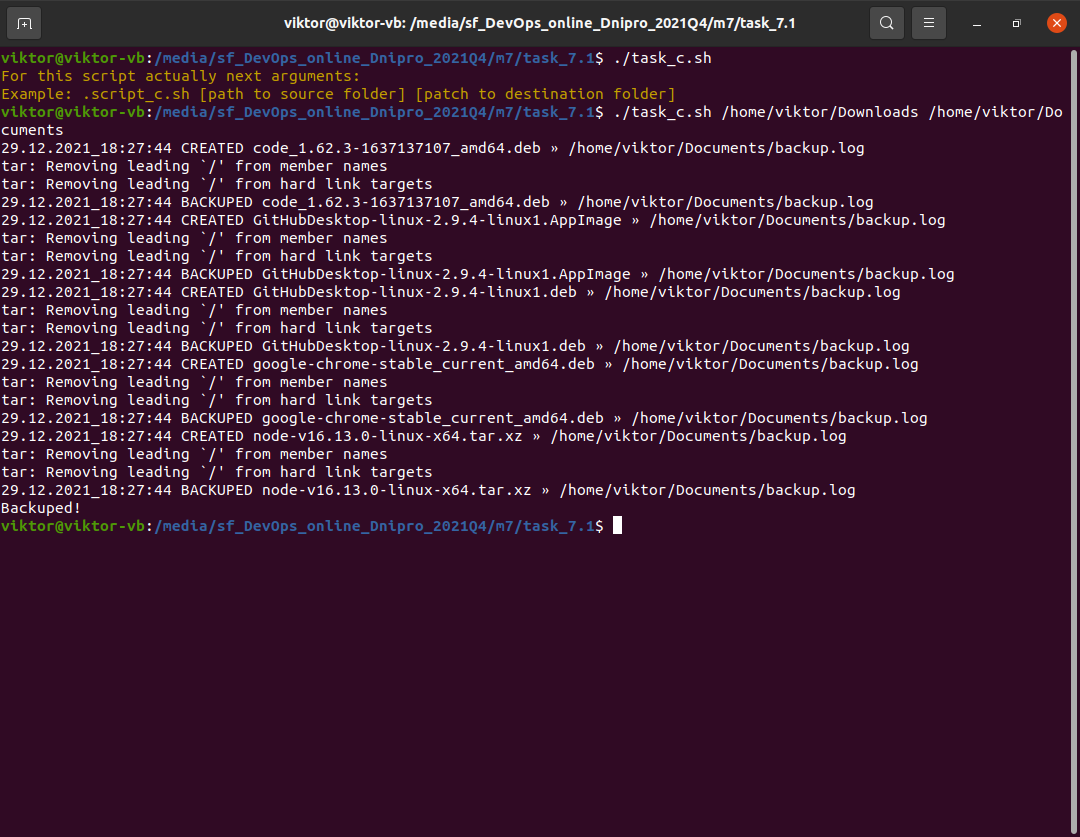 viktor@viktor-vb: /media/sf_DevOps_online_Dnipro_2021Q4/m7/task_7.1
viktor@viktor-vb:/media/sf_DevOps_online_Dnipro_2021Q4/m7/task_7.1$ ./task_c.sh
For this script actually next arguments:
Example: .script_c.sh [path to source folder] [patch to destination folder]
viktor@viktor-vb:/media/sf_DevOps_online_Dnipro_2021Q4/m7/task_7.1$ ./task_c.sh /home/viktor/Downloads /home/viktor/Do
cuments
29.12.2021_18:27:44 CREATED code_1.62.3-1637137107_amd64.deb » /home/viktor/Documents/backup.log
tar: Removing leading `/' from member names
tar: Removing leading `/' from hard link targets
29.12.2021_18:27:44 BACKUPED code_1.62.3-1637137107_amd64.deb » /home/viktor/Documents/backup.log
29.12.2021_18:27:44 CREATED GitHubDesktop-linux-2.9.4-linux1.AppImage » /home/viktor/Documents/backup.log
tar: Removing leading `/' from member names
tar: Removing leading `/' from hard link targets
29.12.2021_18:27:44 BACKUPED GitHubDesktop-linux-2.9.4-linux1.AppImage » /home/viktor/Documents/backup.log
29.12.2021_18:27:44 CREATED GitHubDesktop-linux-2.9.4-linux1.deb » /home/viktor/Documents/backup.log
tar: Removing leading `/' from member names
tar: Removing leading `/' from hard link targets
29.12.2021_18:27:44 BACKUPED GitHubDesktop-linux-2.9.4-linux1.deb » /home/viktor/Documents/backup.log
29.12.2021_18:27:44 CREATED google-chrome-stable_current_amd64.deb » /home/viktor/Documents/backup.log
tar: Removing leading `/' from member names
tar: Removing leading `/' from hard link targets
29.12.2021_18:27:44 BACKUPED google-chrome-stable_current_amd64.deb » /home/viktor/Documents/backup.log
29.12.2021_18:27:44 CREATED node-v16.13.0-linux-x64.tar.xz » /home/viktor/Documents/backup.log
tar: Removing leading `/' from member names
tar: Removing leading `/' from hard link targets
29.12.2021_18:27:44 BACKUPED node-v16.13.0-linux-x64.tar.xz » /home/viktor/Documents/backup.log
Backuped!
viktor@viktor-vb:/media/sf_DevOps_online_Dnipro_2021Q4/m7/task_7.1$